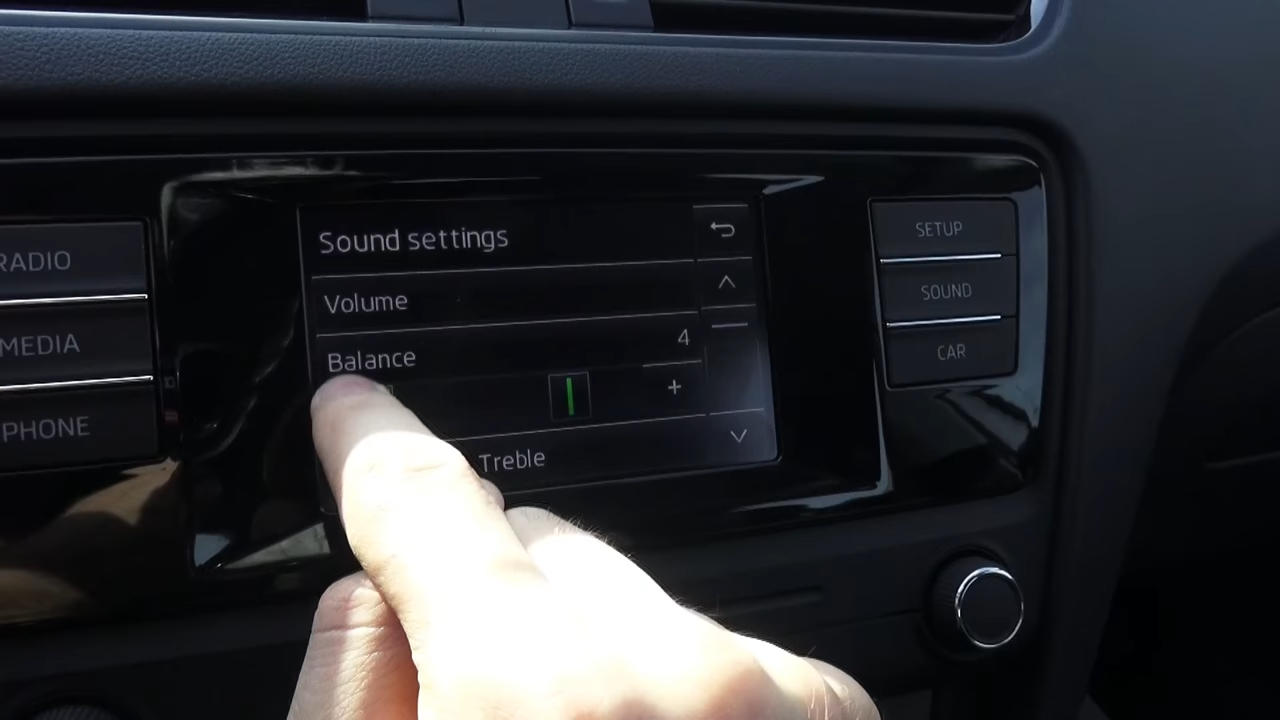 RADIO
MEDIA
PHONE
Sound settings
Volume
Balance
4
+
Treble
SETUP
SOUND
CAR